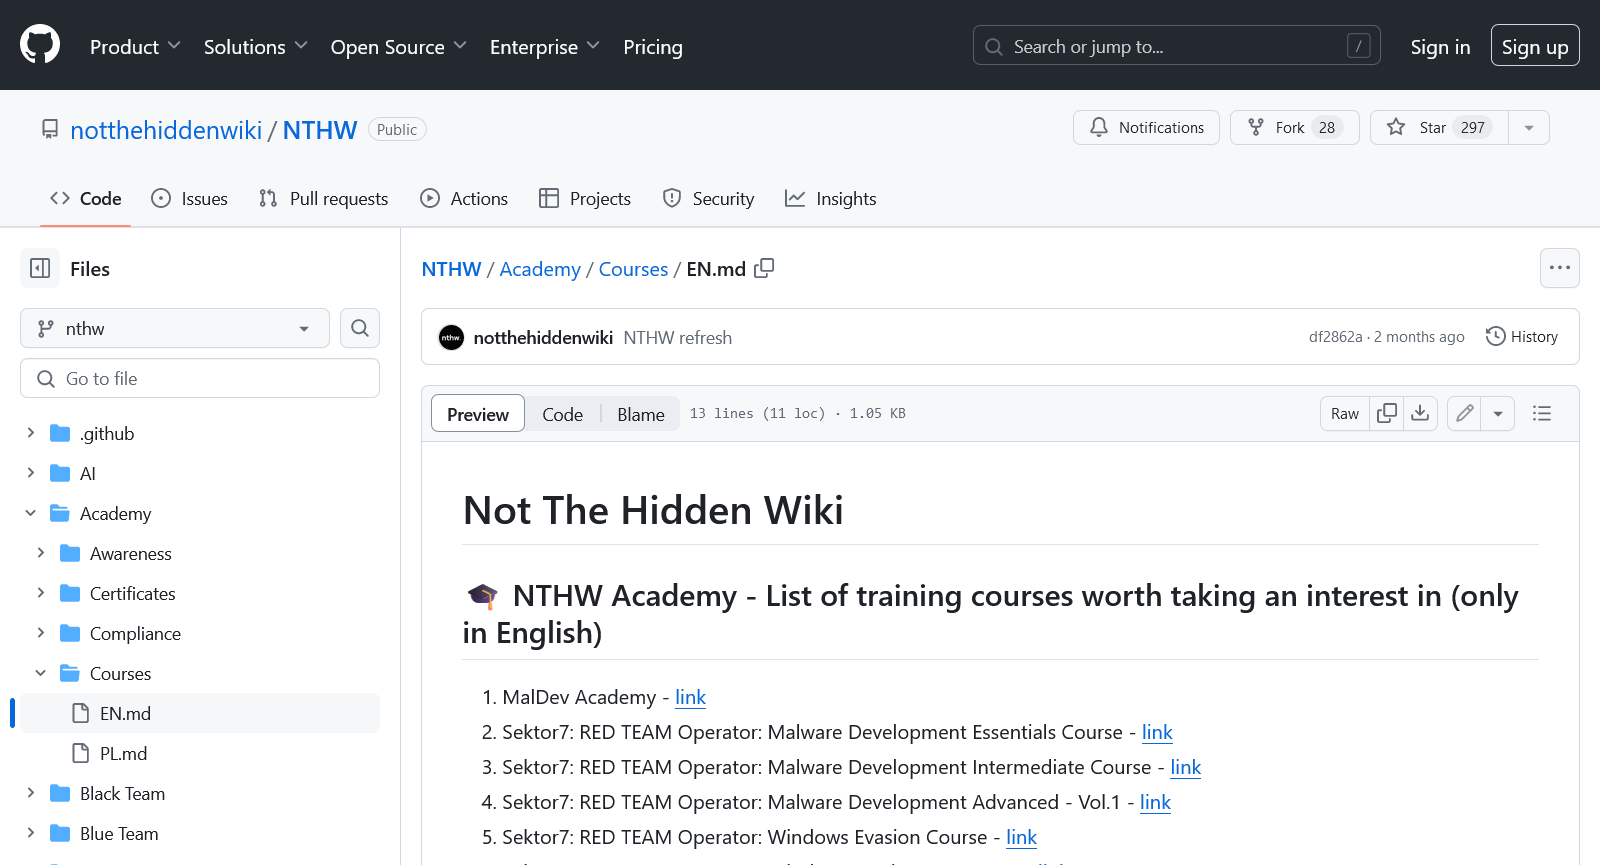 Product Solutions Open Source Enterprise Pricing Search or jump to... / Sign in Sign up
notthehiddenwiki / NTHW Public Notifications Fork 28 Star 297
Code Issues Pull requests Actions Projects Security Insights
Files
nthw
Go to file
.github
AI
Academy
Awareness
Certificates
Compliance
Courses
EN.md
PL.md
Black Team
Blue Team
NTHW / Academy / Courses / EN.md
nthw notthehiddenwiki NTHW refresh df2862a · 2 months ago History
Preview Code Blame 13 lines (11 loc) · 1.05 KB Raw
Not The Hidden Wiki
🎓 NTHW Academy - List of training courses worth taking an interest in (only
in English)
1. MalDev Academy - link
2. Sektor7: RED TEAM Operator: Malware Development Essentials Course - link
3. Sektor7: RED TEAM Operator: Malware Development Intermediate Course - link
4. Sektor7: RED TEAM Operator: Malware Development Advanced - Vol.1 - link
5. Sektor7: RED TEAM Operator: Windows Evasion Course - link